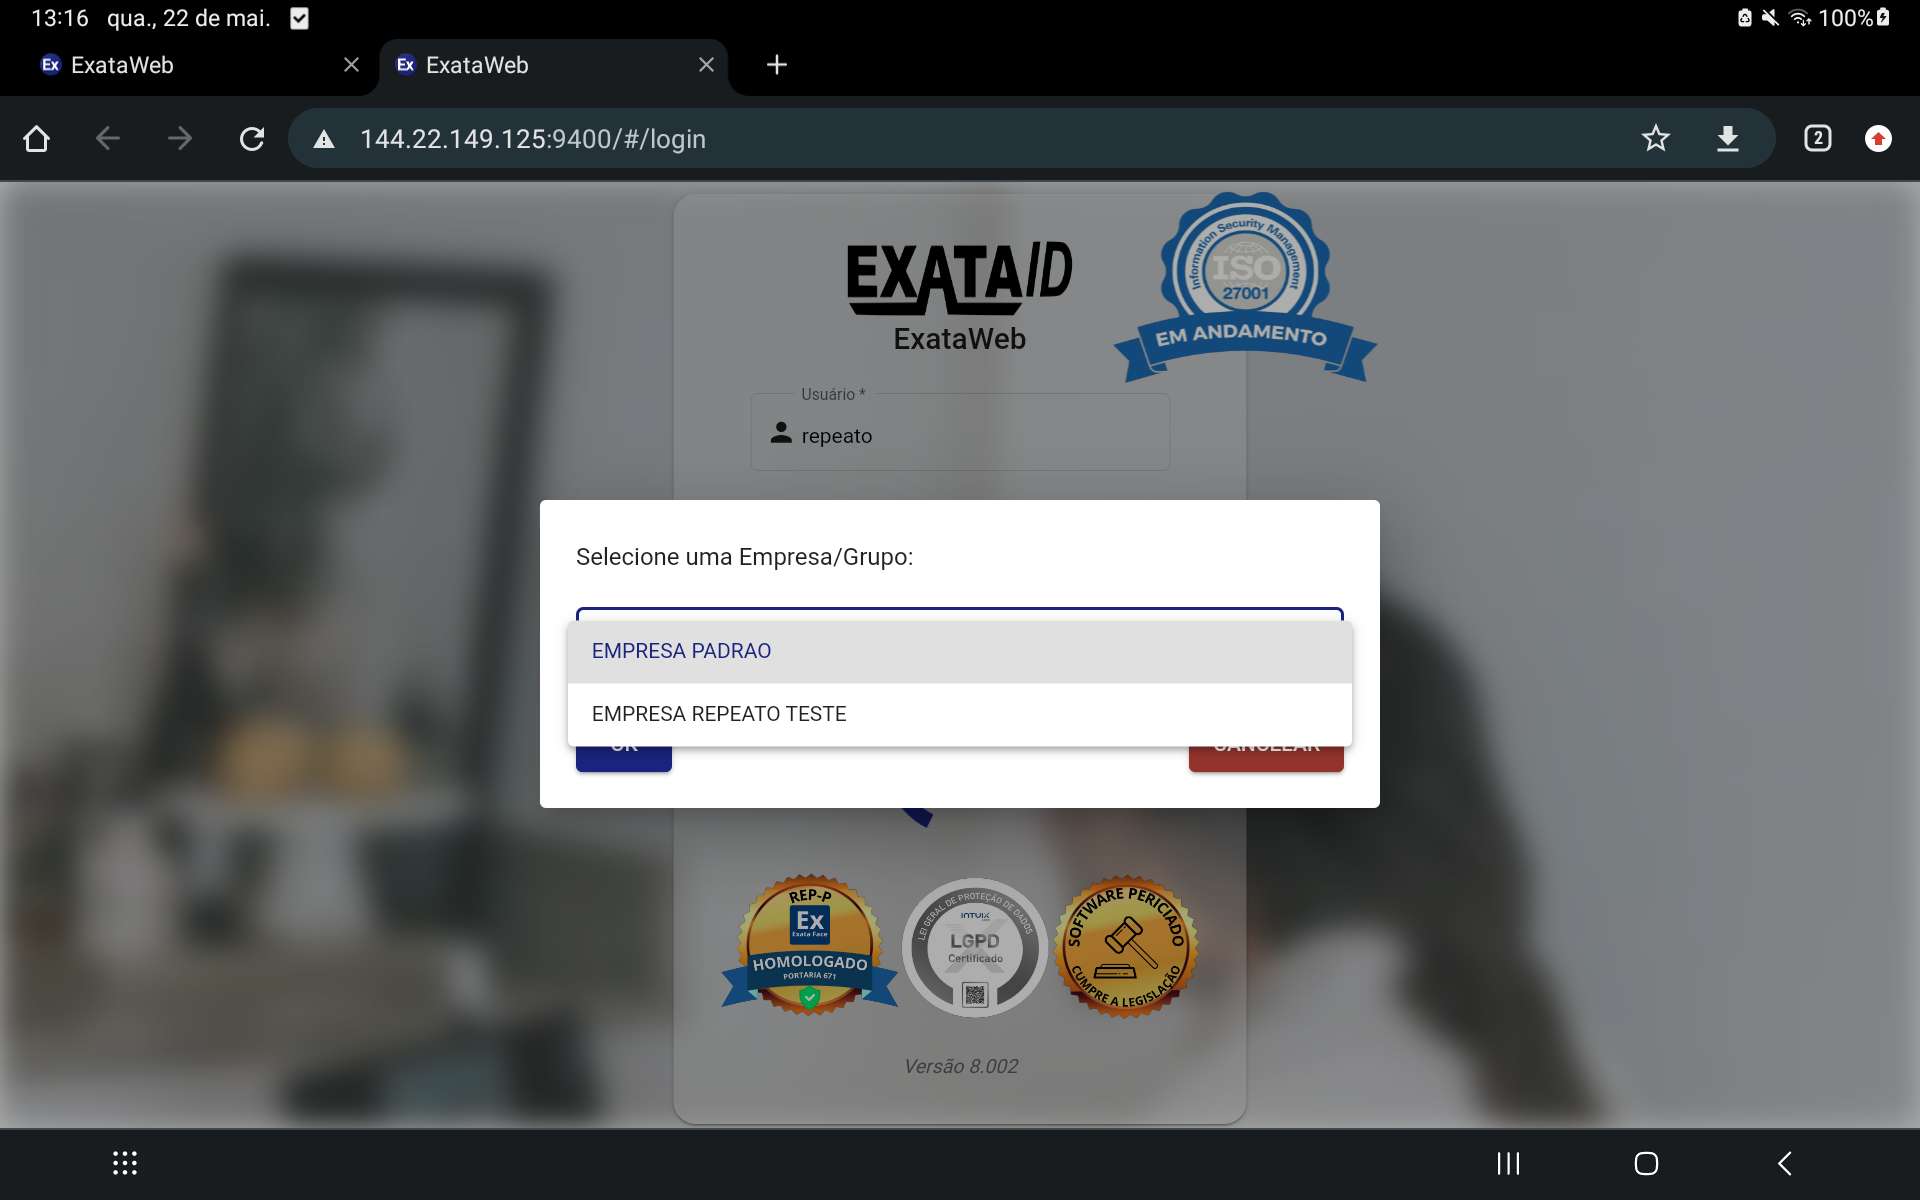 13:16 qua., 22 de mai. 100%
Ex ExataWeb
Ex ExataWeb
144.22.149.125:9400/#/login
2
EXATAID
ExataWeb
Information Security Management
ISO
27001
EM ANDAMENTO
Usuário *
repeato
Selecione uma Empresa/Grupo:
EMPRESA PADRAO
EMPRESA REPEATO TESTE
OK
CANCELAR
REP-P
Ex
Exata Face
HOMOLOGADO
PORTARIA 671
LEI GERAL DE PROTEÇÃO DE DADOS
INTUIX
LGPD
Certificado
SOFTWARE PERICIADO
CUMPRE A LEGISLAÇÃO
Versão 8.002